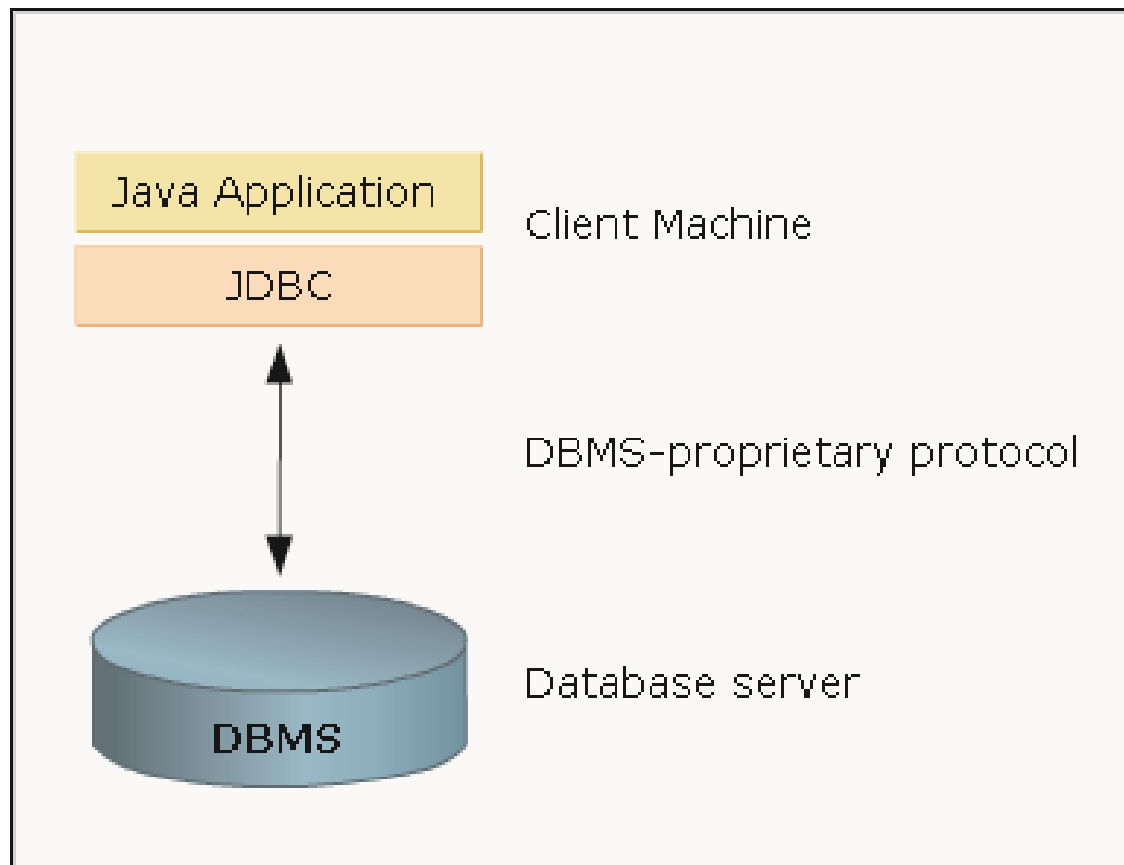 Java Application
Client Machine
JDBC
DBMS-proprietary protocol
Database server
DBMS